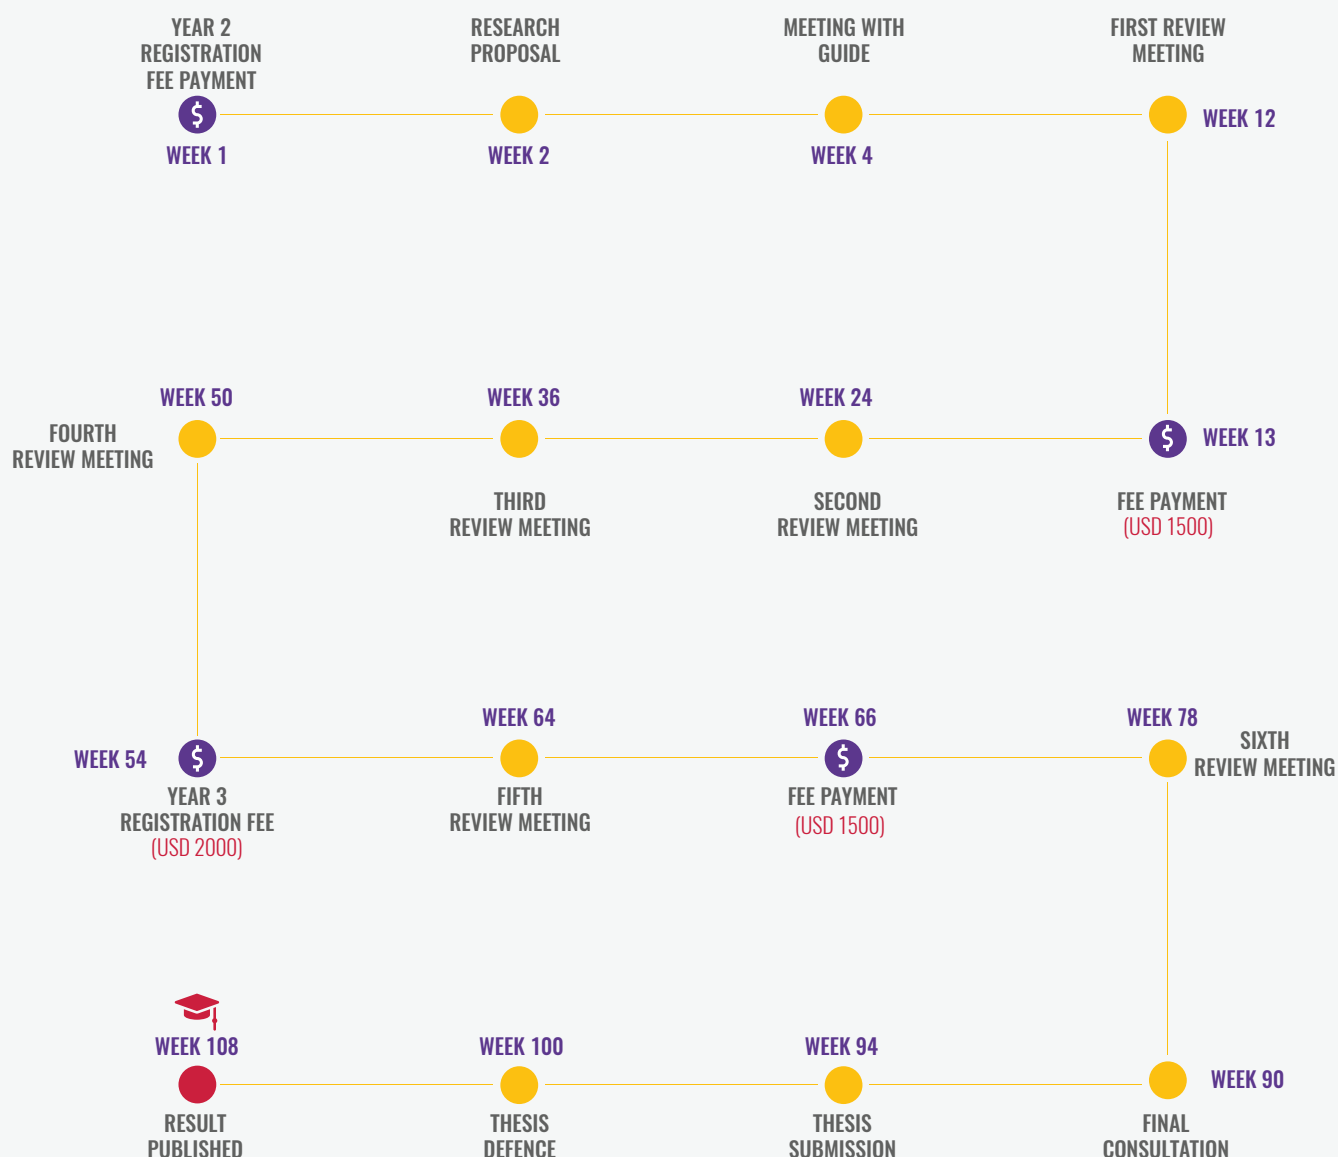 YEAR 2
REGISTRATION
FEE PAYMENT
$
WEEK 1
RESEARCH
PROPOSAL
WEEK 2
MEETING WITH
GUIDE
WEEK 4
FIRST REVIEW
MEETING
WEEK 12
$
WEEK 13
FEE PAYMENT
(USD 1500)
WEEK 24
SECOND
REVIEW MEETING
WEEK 36
THIRD
REVIEW MEETING
WEEK 50
FOURTH
REVIEW MEETING
WEEK 54
$
YEAR 3
REGISTRATION FEE
(USD 2000)
WEEK 64
FIFTH
REVIEW MEETING
WEEK 66
$
FEE PAYMENT
(USD 1500)
WEEK 78
SIXTH
REVIEW MEETING
WEEK 90
FINAL
CONSULTATION
WEEK 94
THESIS
SUBMISSION
WEEK 100
THESIS
DEFENCE
WEEK 108
RESULT
PUBLISHED